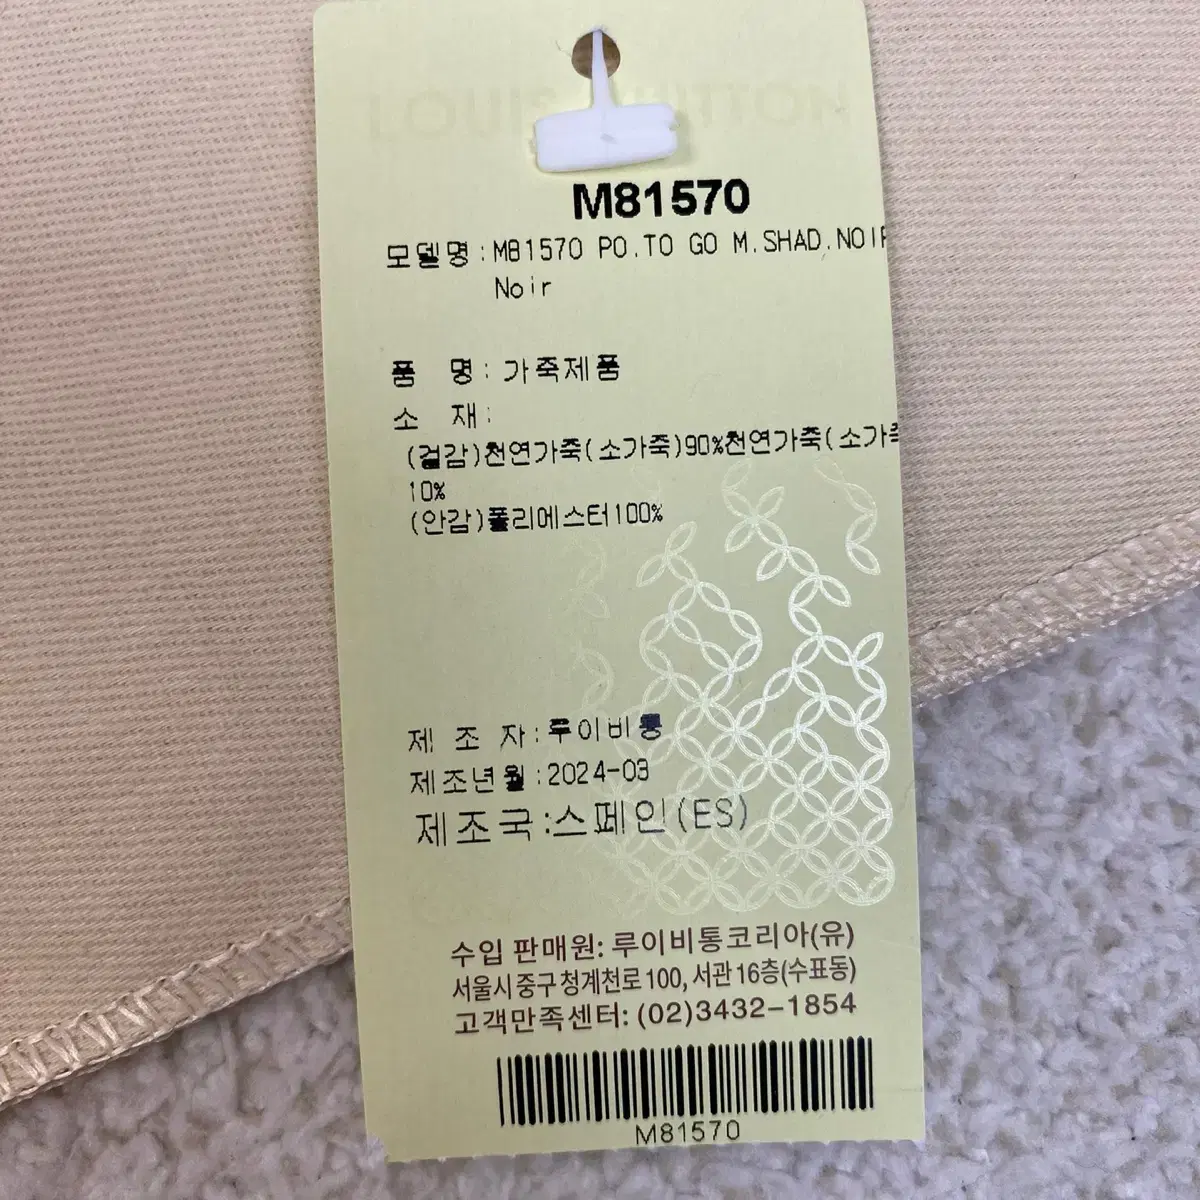 LOUIS VUITTON
M81570
모델명:M81570 PO.TO GO M.SHAD.NOIR
Noir
품 명: 가죽제품
소 재:
(겉감)천연가죽(소가죽)90%천연가죽(소가죽
10%
(안감)폴리에스터100%
제 조 자:루이비통
제조년월:2024-03
제조국:스페인(ES)
수입 판매원: 루이비통코리아(유)
서울시 중구 청계천로 100, 서관 16층(수표동)
고객만족센터: (02)3432-1854
M81570